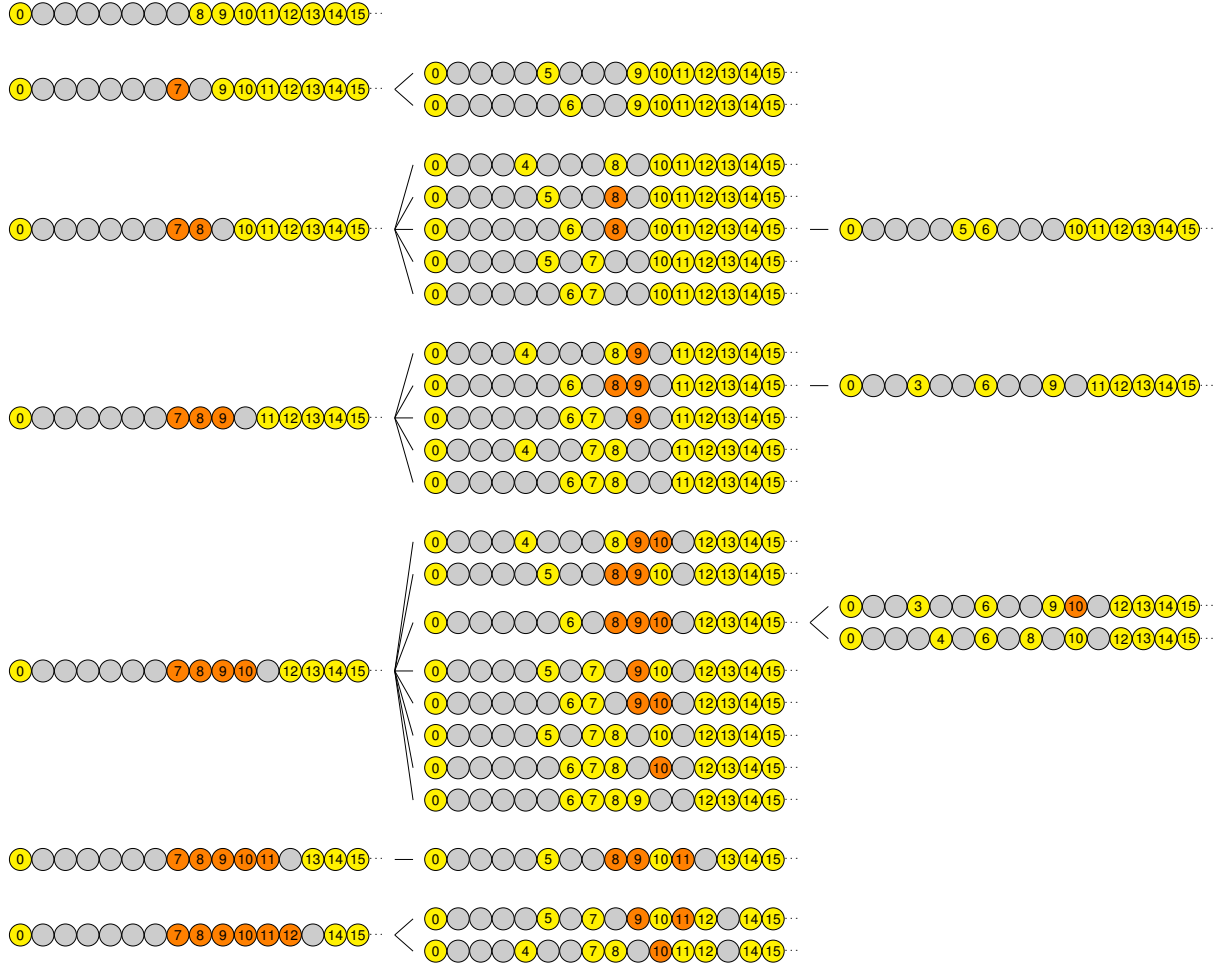 0 8 9 10 11 12 13 14 15 ···
0 5 9 10 11 12 13 14 15 ···
0 7 9 10 11 12 13 14 15 ···
0 6 9 10 11 12 13 14 15 ···
0 4 8 10 11 12 13 14 15 ···
0 5 8 10 11 12 13 14 15 ···
0 7 8 10 11 12 13 14 15 ···
0 6 8 10 11 12 13 14 15 ···
0 5 6 10 11 12 13 14 15 ···
0 5 7 10 11 12 13 14 15 ···
0 6 7 10 11 12 13 14 15 ···
0 4 8 9 11 12 13 14 15 ···
0 6 8 9 11 12 13 14 15 ···
0 3 6 9 11 12 13 14 15 ···
0 7 8 9 11 12 13 14 15 ···
0 6 7 9 11 12 13 14 15 ···
0 4 7 8 11 12 13 14 15 ···
0 6 7 8 11 12 13 14 15 ···
0 4 8 9 10 12 13 14 15 ···
0 5 8 9 10 12 13 14 15 ···
0 3 6 9 10 12 13 14 15 ···
0 6 8 9 10 12 13 14 15 ···
0 4 6 8 10 12 13 14 15 ···
0 7 8 9 10 12 13 14 15 ···
0 5 7 9 10 12 13 14 15 ···
0 6 7 9 10 12 13 14 15 ···
0 5 7 8 10 12 13 14 15 ···
0 6 7 8 10 12 13 14 15 ···
0 6 7 8 9 12 13 14 15 ···
0 7 8 9 10 11 13 14 15 ···
0 5 8 9 10 11 13 14 15 ···
0 5 7 9 10 11 12 14 15 ···
0 7 8 9 10 11 12 14 15 ···
0 4 7 8 10 11 12 14 15 ···